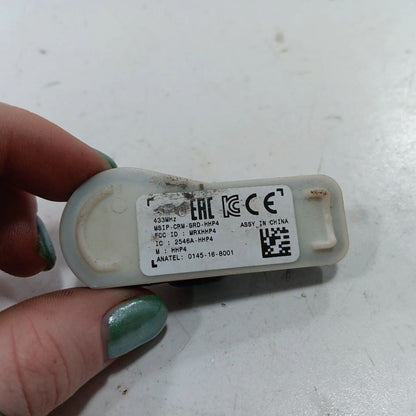 EAC CE
433MHz
MSIP-CRM-SRD-HHP4 ASSY IN CHINA
FCC ID : MRXHHP4
IC : 2546A-HHP4
M : HHP4
ANATEL: 0145-16-8001